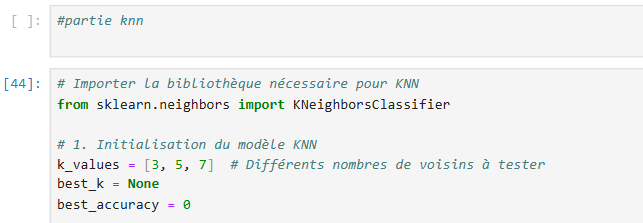 [ ]: #partie knn
[44]: # Importer la bibliothèque nécessaire pour KNN
from sklearn.neighbors import KNeighborsClassifier
# 1. Initialisation du modèle KNN
k_values = [3, 5, 7]  # Différents nombres de voisins à tester
best_k = None
best_accuracy = 0